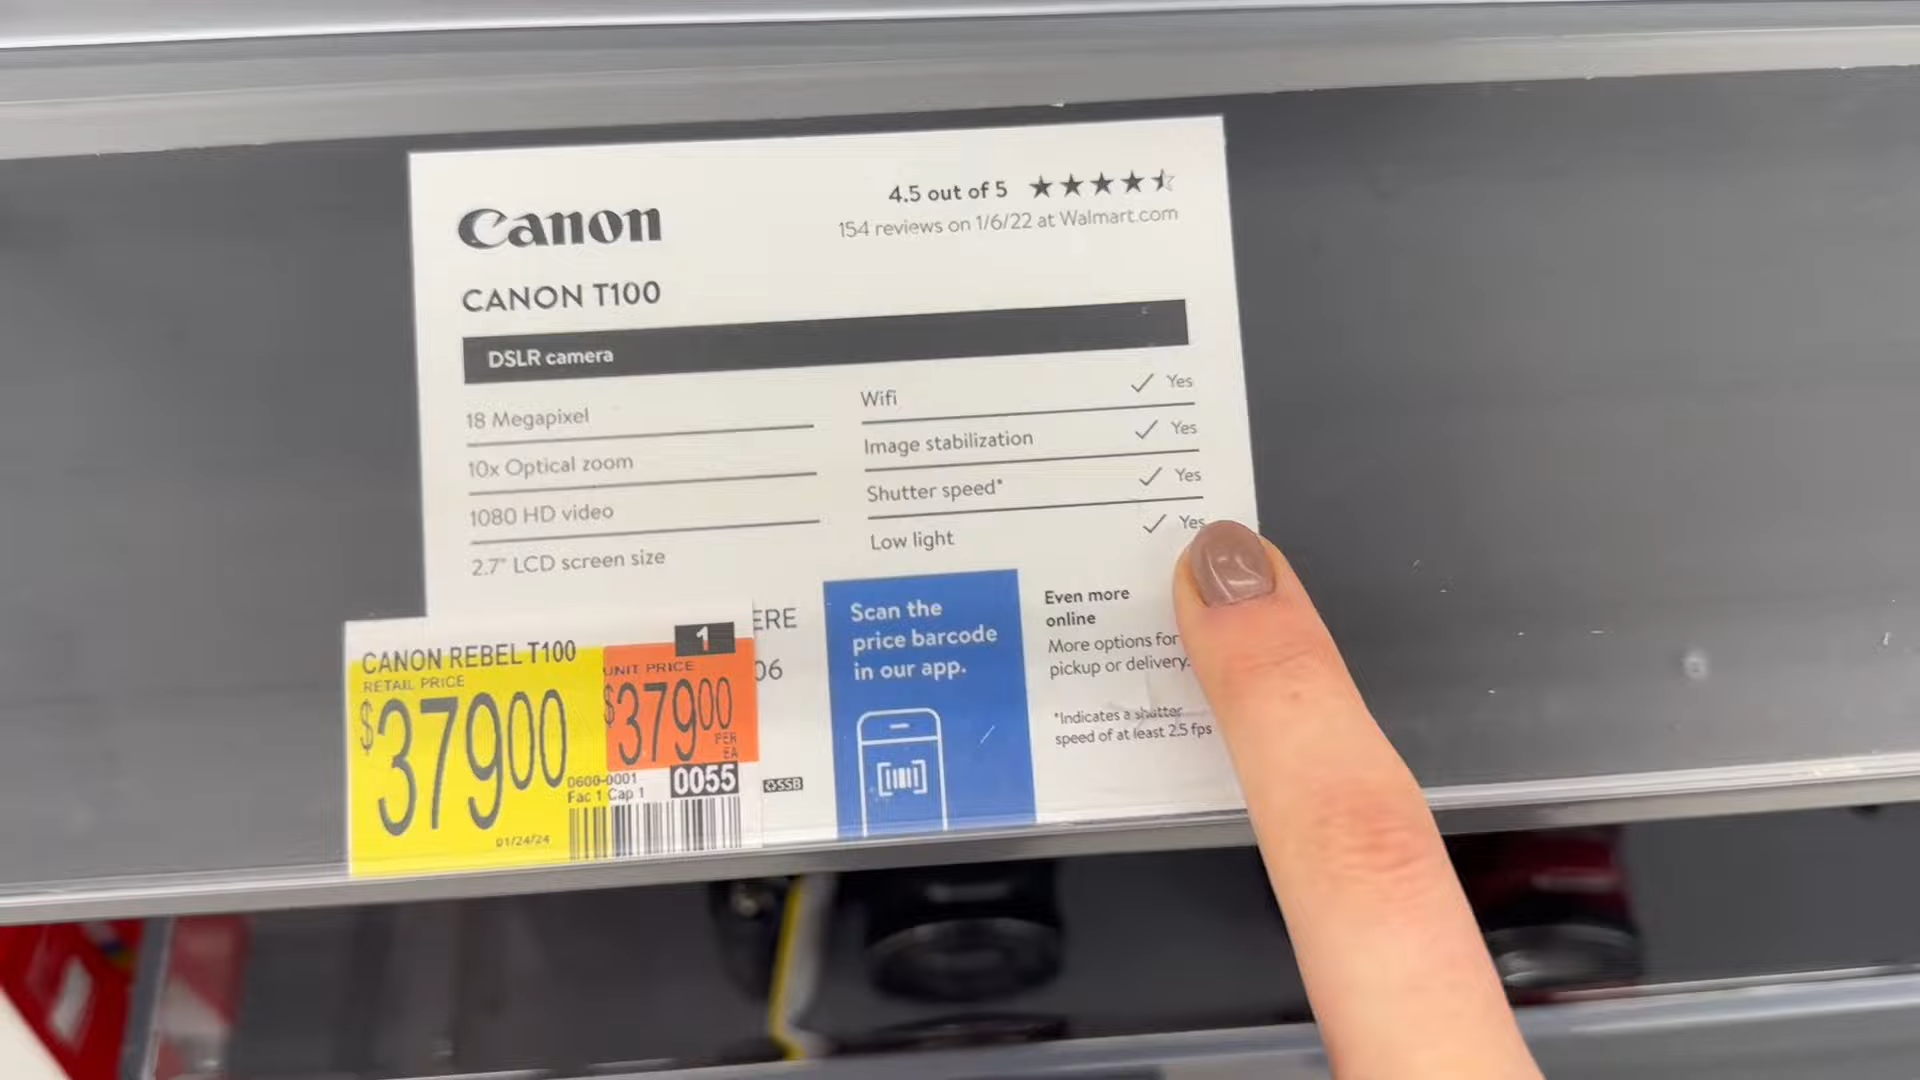 Canon
4.5 out of 5
154 reviews on 1/6/22 at Walmart.com
CANON T100
DSLR camera
18 Megapixel
10x Optical zoom
1080 HD video
2.7" LCD screen size
Wifi Yes
Image stabilization Yes
Shutter speed* Yes
Low light Yes
ERE
06
CANON REBEL T100
RETAIL PRICE
$37900
01/24/24
1
UNIT PRICE
$37900
PER
EA
0600-0001
Fac 1 Cap 1
0055
SSB
Scan the
price barcode
in our app.
Even more
online
More options for
pickup or delivery.
*Indicates a shutter
speed of at least 2.5 fps